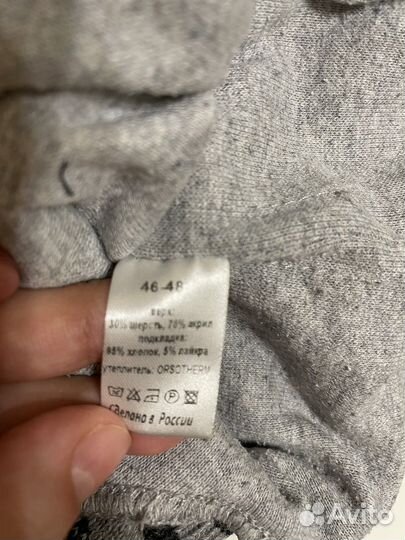 46-48
верх:
30% шерсть, 70% акрил
подкладка:
95% хлопок, 5% лайкра
утеплитель: ORSOTHERM
Сделано в России
Avito